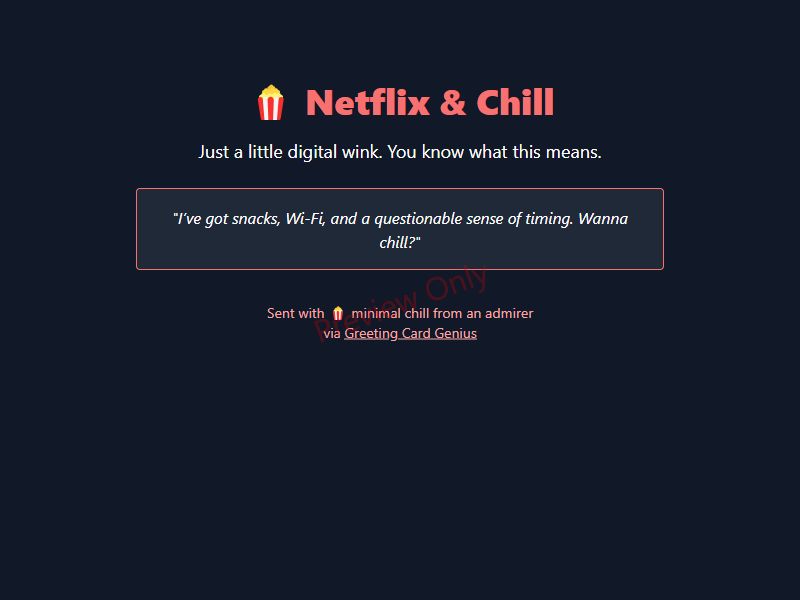 🍿 Netflix & Chill
Just a little digital wink. You know what this means.
"I've got snacks, Wi-Fi, and a questionable sense of timing. Wanna
chill?"
Preview Only
Sent with 🍿 minimal chill from an admirer
via Greeting Card Genius